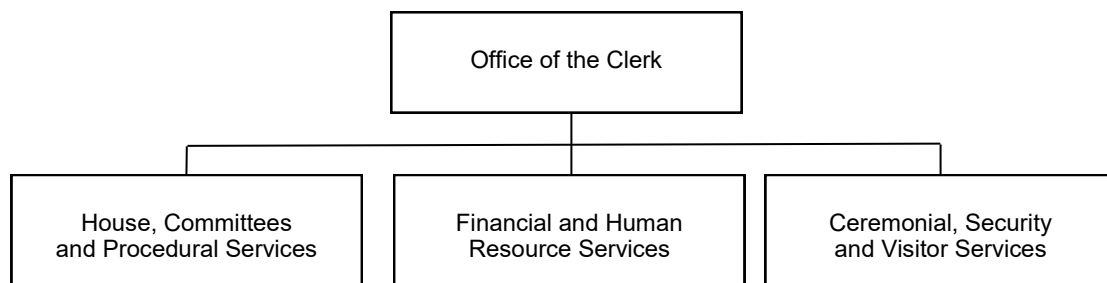 Office of the Clerk
House, Committees
and Procedural Services
Financial and Human
Resource Services
Ceremonial, Security
and Visitor Services